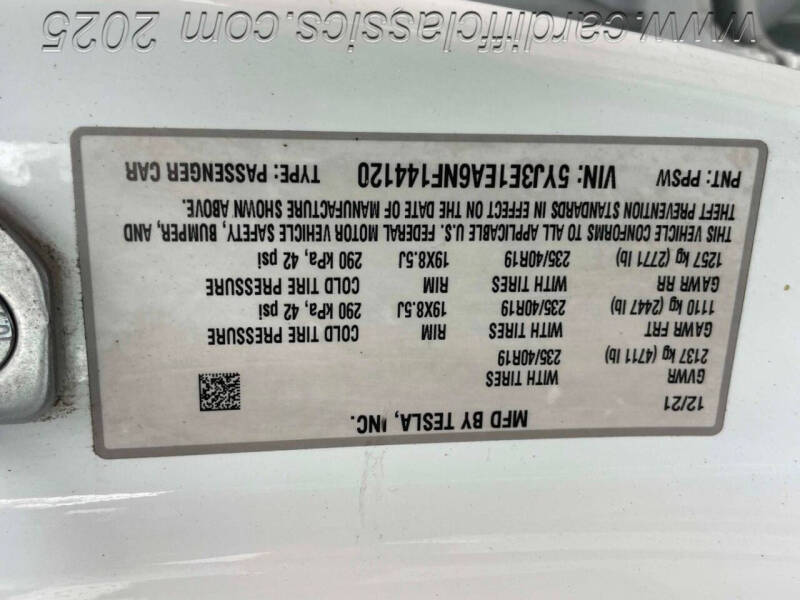 MFD BY TESLA, INC.
12/21
GVWR WITH TIRES
2137 kg (4711 lb) 235/40R19
GAWR FRT WITH TIRES RIM COLD TIRE PRESSURE
1110 kg (2447 lb) 235/40R19 19X8.5J 290 kPa, 42 psi
GAWR RR WITH TIRES RIM COLD TIRE PRESSURE
1257 kg (2771 lb) 235/40R19 19X8.5J 290 kPa, 42 psi
THIS VEHICLE CONFORMS TO ALL APPLICABLE U.S. FEDERAL MOTOR VEHICLE SAFETY, BUMPER, AND
THEFT PREVENTION STANDARDS IN EFFECT ON THE DATE OF MANUFACTURE SHOWN ABOVE.
PNT: PPSW VIN: 5YJ3E1EA6NF144120 TYPE: PASSENGER CAR
www.cardiffclassics.com 2025